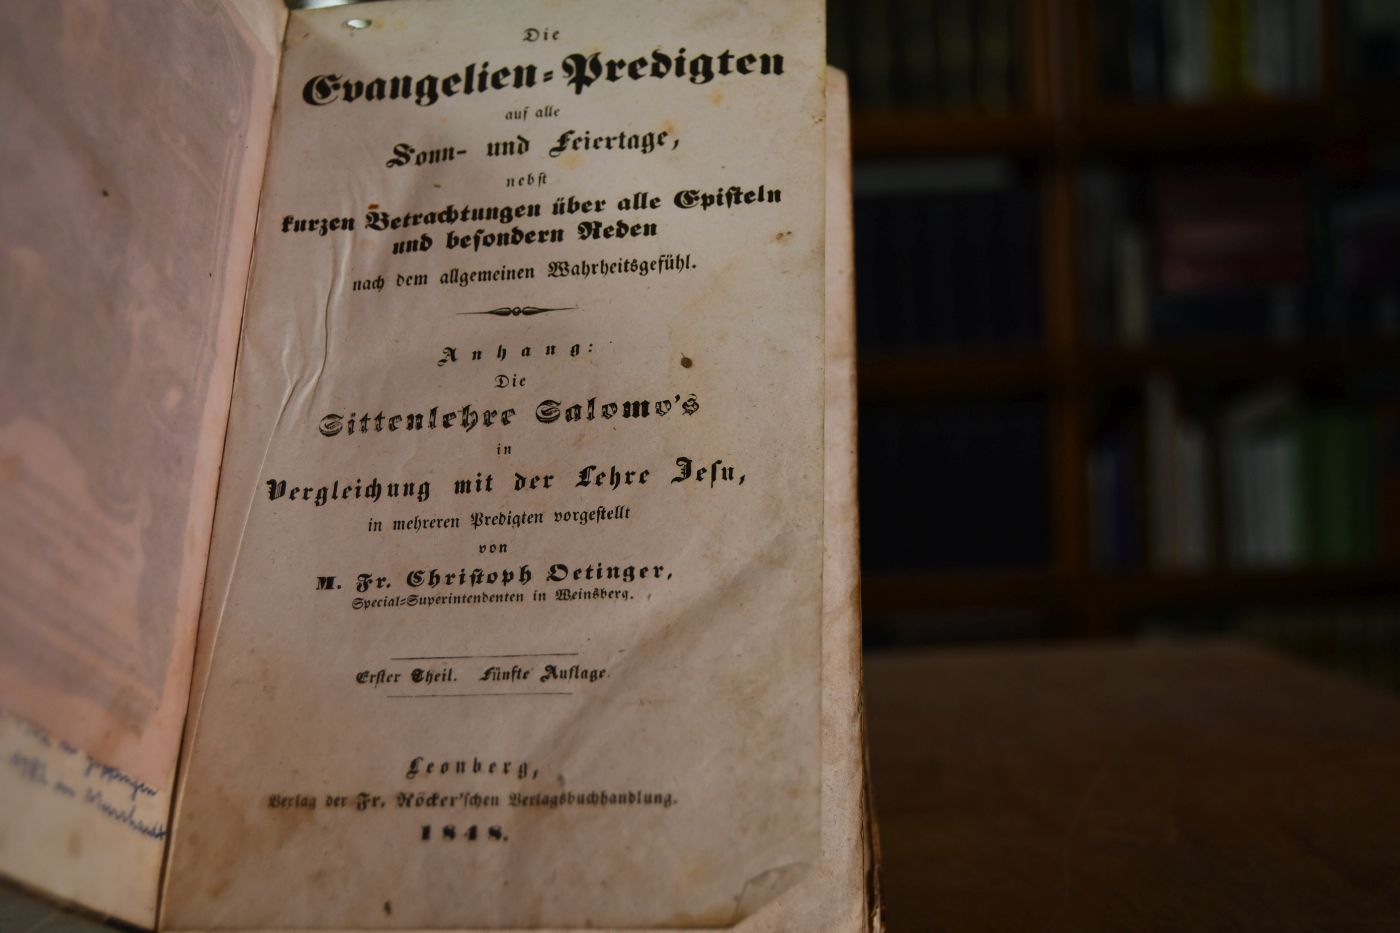 Die
Evangelien-Predigten
auf alle
Sonn- und Feiertage,
nebſt
kurzen Betrachtungen über alle Epiſteln
und beſondern Reden
nach dem allgemeinen Wahrheitsgefühl.
Anhang:
Die
Sittenlehre Salomo's
in
Vergleichung mit der Lehre Jeſu,
in mehreren Predigten vorgeſtellt
von
M. Fr. Chriſtoph Oetinger,
Special-Superintendenten in Weinsberg.
Erſter Theil. Fünfte Auflage.
Leonberg,
Verlag der Fr. Röcker'ſchen Verlagsbuchhandlung.
1848.